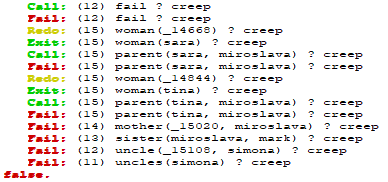 Call: (12) fail ? creep
Fail: (12) fail ? creep
Redo: (15) woman(_14668) ? creep
Exit: (15) woman(sara) ? creep
Call: (15) parent(sara, miroslava) ? creep
Fail: (15) parent(sara, miroslava) ? creep
Redo: (15) woman(_14844) ? creep
Exit: (15) woman(tina) ? creep
Call: (15) parent(tina, miroslava) ? creep
Fail: (15) parent(tina, miroslava) ? creep
Fail: (14) mother(_15020, miroslava) ? creep
Fail: (13) sister(miroslava, mark) ? creep
Fail: (12) uncle(_15108, simona) ? creep
Fail: (11) uncles(simona) ? creep
false.